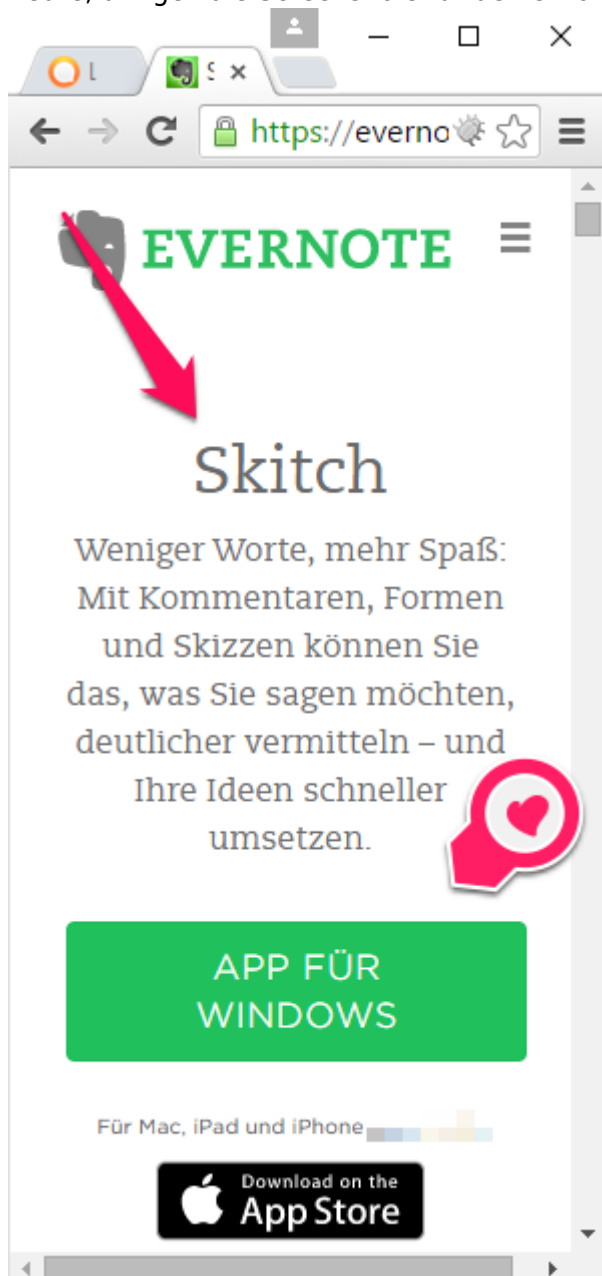 L
S
https://everno
EVERNOTE
Skitch
Weniger Worte, mehr Spaß:
Mit Kommentaren, Formen
und Skizzen können Sie
das, was Sie sagen möchten,
deutlicher vermitteln – und
Ihre Ideen schneller
umsetzen.
APP FÜR
WINDOWS
Für Mac, iPad und iPhone
Download on the
App Store